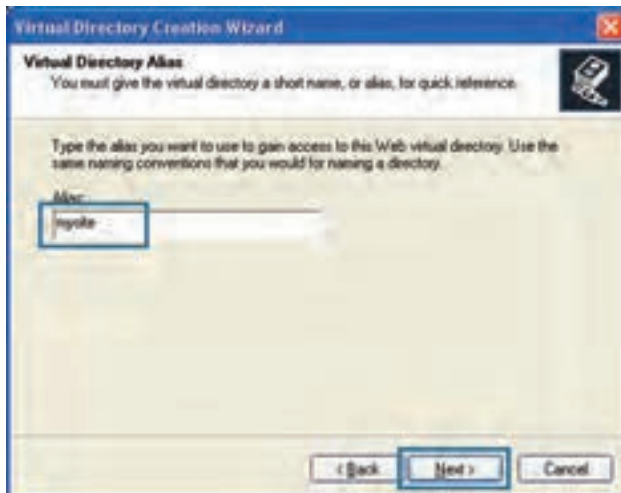 Virtual Directory Creation Wizard
Virtual Directory Alias
You must give the virtual directory a short name, or alias, for quick reference.
Type the alias you want to use to gain access to this Web virtual directory. Use the
same naming conventions that you would for naming a directory.
Alias:
mysite
< Back
Next >
Cancel